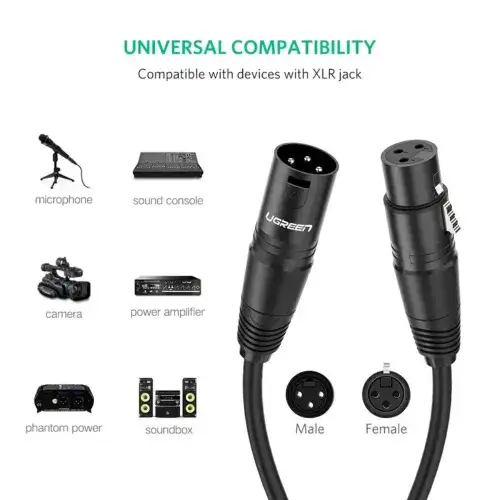 UNIVERSAL COMPATIBILITY
Compatible with devices with XLR jack
microphone
sound console
UGREEN
camera
power amplifier
phantom power
soundbox
Male
Female